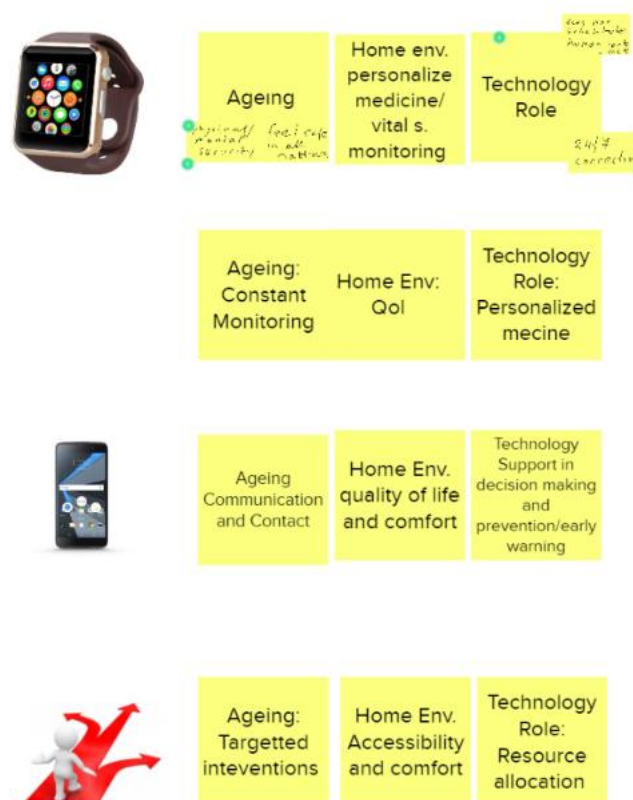 Ageing
physical/ feel safe
mental in all
security
Home env.
personalize
medicine/
vital s.
monitoring
Technology
Role
human
24/7
connection
Ageing:
Constant
Monitoring
Home Env:
Qol
Technology
Role:
Personalized
mecine
Ageing
Communication
and Contact
Home Env.
quality of life
and comfort
Technology
Support in
decision making
and
prevention/early
warning
Ageing:
Targetted
inteventions
Home Env.
Accessibility
and comfort
Technology
Role:
Resource
allocation